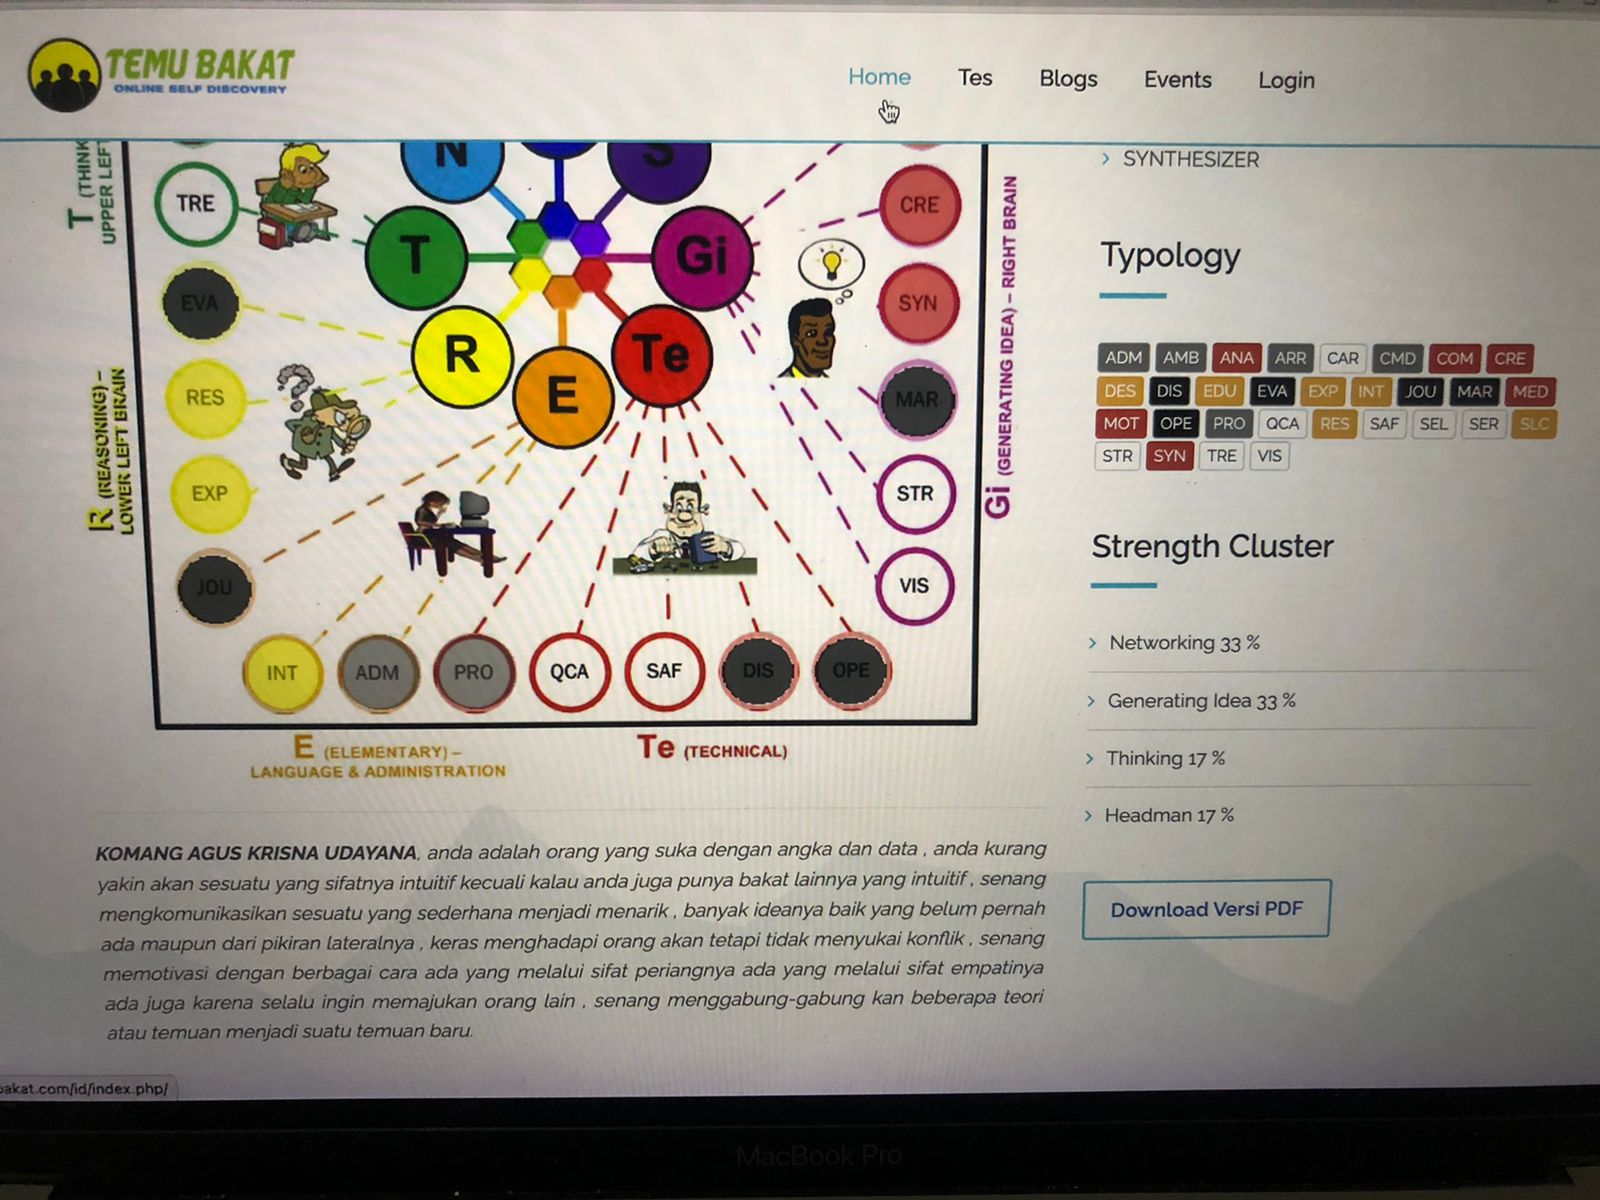 TEMU BAKAT
ONLINE SELF DISCOVERY
Home
Tes
Blogs
Events
Login
T (THINK
UPPER LEFT
N
S
TRE
T
Gi
CRE
EVA
SYN
R
Te
E
RES
MAR
EXP
STR
JOU
VIS
INT
ADM
PRO
QCA
SAF
DIS
OPE
R (REASONING) –
LOWER LEFT BRAIN
Gi (GENERATING IDEA) – RIGHT BRAIN
E (ELEMENTARY) –
LANGUAGE & ADMINISTRATION
Te (TECHNICAL)
SYNTHESIZER
Typology
ADM AMB ANA ARR CAR CMD COM CRE
DES DIS EDU EVA EXP INT JOU MAR MED
MOT OPE PRO QCA RES SAF SEL SER SLC
STR SYN TRE VIS
Strength Cluster
Networking 33 %
Generating Idea 33 %
Thinking 17 %
Headman 17 %
Download Versi PDF
KOMANG AGUS KRISNA UDAYANA, anda adalah orang yang suka dengan angka dan data , anda kurang
yakin akan sesuatu yang sifatnya intuitif kecuali kalau anda juga punya bakat lainnya yang intuitif , senang
mengkomunikasikan sesuatu yang sederhana menjadi menarik , banyak ideanya baik yang belum pernah
ada maupun dari pikiran lateralnya , keras menghadapi orang akan tetapi tidak menyukai konflik , senang
memotivasi dengan berbagai cara ada yang melalui sifat periangnya ada yang melalui sifat empatinya
ada juga karena selalu ingin memajukan orang lain , senang menggabung-gabung kan beberapa teori
atau temuan menjadi suatu temuan baru.
bakat.com/id/index.php/
MacBook Pro